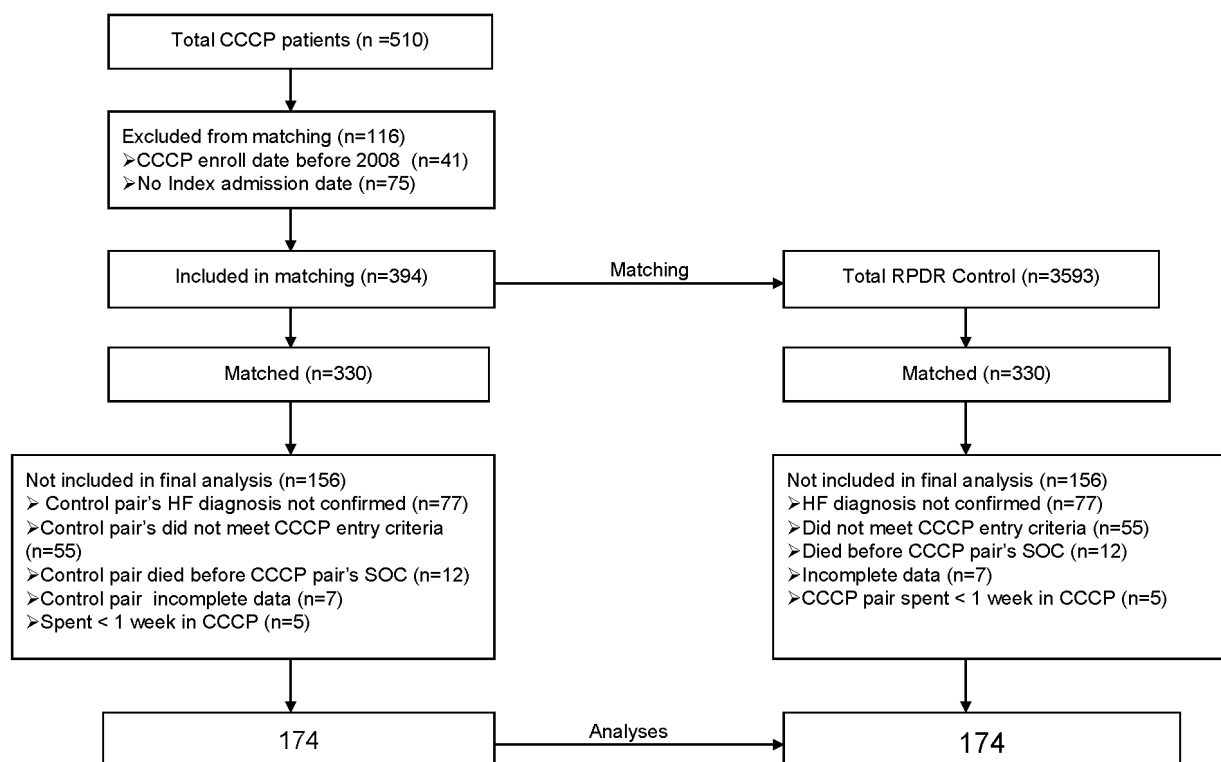 Total CCCP patients (n =510)
Excluded from matching (n=116)
➢CCCP enroll date before 2008  (n=41)
➢No Index admission date (n=75)
Included in matching (n=394)
Matching
Total RPDR Control (n=3593)
Matched (n=330)
Matched (n=330)
Not included in final analysis (n=156)
➢ Control pair's HF diagnosis not confirmed (n=77)
➢Control pair's did not meet CCCP entry criteria
(n=55)
➢Control pair died before CCCP pair's SOC (n=12)
➢Control pair  incomplete data (n=7)
➢Spent < 1 week in CCCP (n=5)
Not included in final analysis (n=156)
➢HF diagnosis not confirmed (n=77)
➢Did not meet CCCP entry criteria (n=55)
➢Died before CCCP pair's SOC (n=12)
➢Incomplete data (n=7)
➢CCCP pair spent < 1 week in CCCP (n=5)
174
Analyses
174